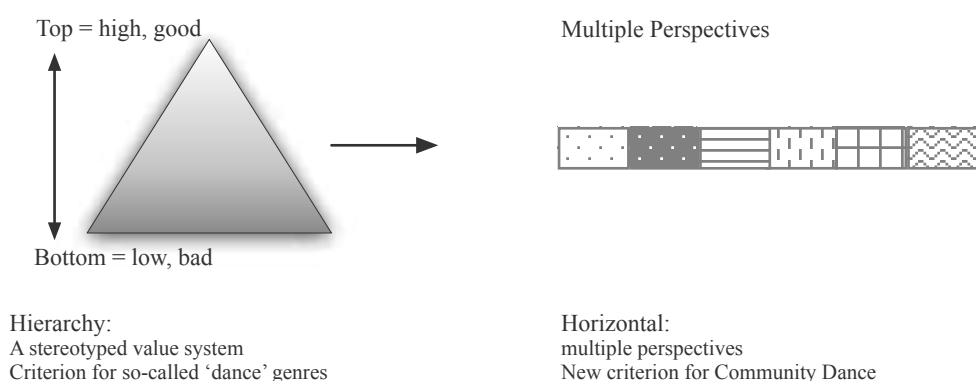 Top = high, good
Bottom = low, bad
Hierarchy:
A stereotyped value system
Criterion for so-called ‘dance’ genres
Multiple Perspectives
Horizontal:
multiple perspectives
New criterion for Community Dance